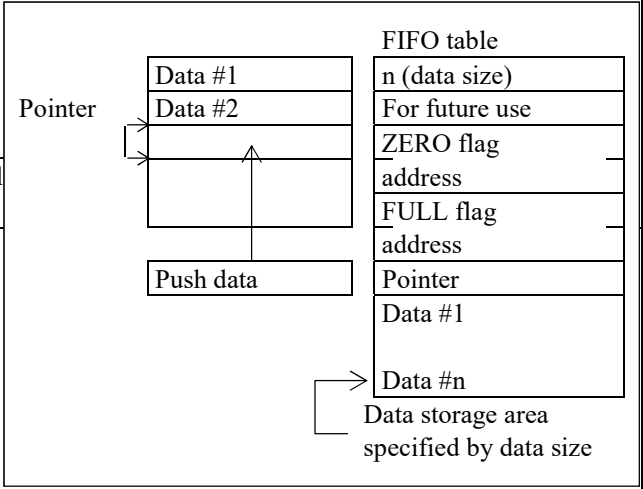 FIFO table
Data #1
Data #2
Pointer
Push data
n (data size)
For future use
ZERO flag
address
FULL flag
address
Pointer
Data #1
Data #n
Data storage area
specified by data size